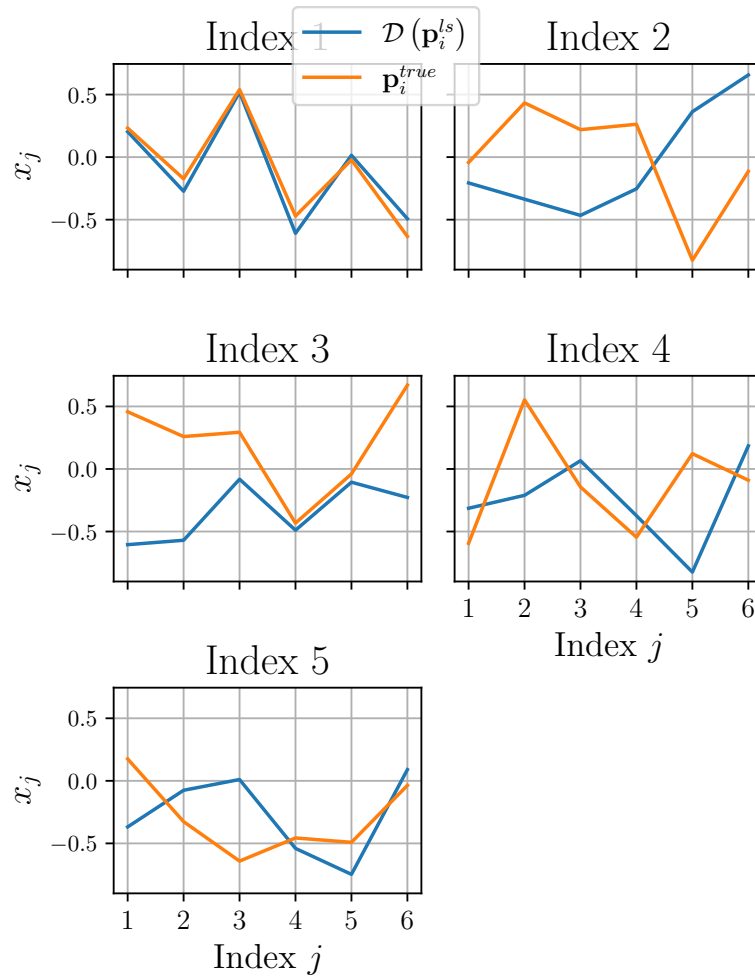 Index 1
D (p_i^{ls})
p_i^{true}
Index 2
x_j
0.5
0.0
−0.5
Index 3
Index 4
x_j
0.5
0.0
−0.5
1 2 3 4 5 6
Index j
Index 5
x_j
0.5
0.0
−0.5
1 2 3 4 5 6
Index j